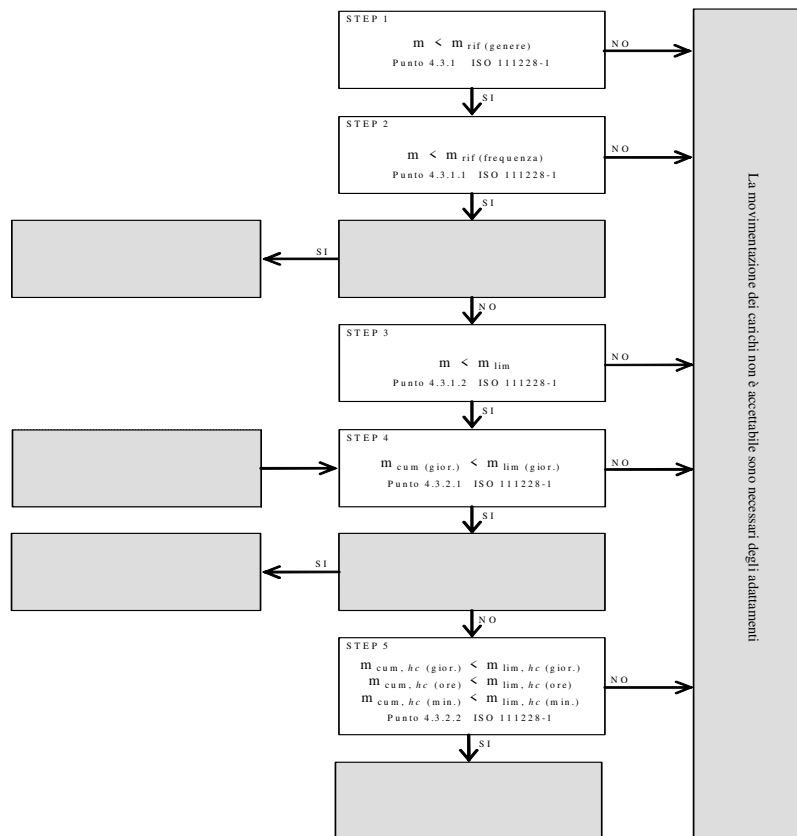 STEP 1
m < m rif (genere)
Punto 4.3.1 ISO 111228-1
NO
SI
STEP 2
m < m rif (frequenza)
Punto 4.3.1.1 ISO 111228-1
NO
SI
SI
NO
STEP 3
m < m lim
Punto 4.3.1.2 ISO 111228-1
NO
SI
STEP 4
m cum (gior.) < m lim (gior.)
Punto 4.3.2.1 ISO 111228-1
NO
SI
SI
NO
STEP 5
m cum, hc (gior.) < m lim, hc (gior.)
m cum, hc (ore) < m lim, hc (ore)
m cum, hc (min.) < m lim, hc (min.)
Punto 4.3.2.2 ISO 111228-1
NO
SI
La movimentazione dei carichi non è accettabile sono necessari degli adattamenti